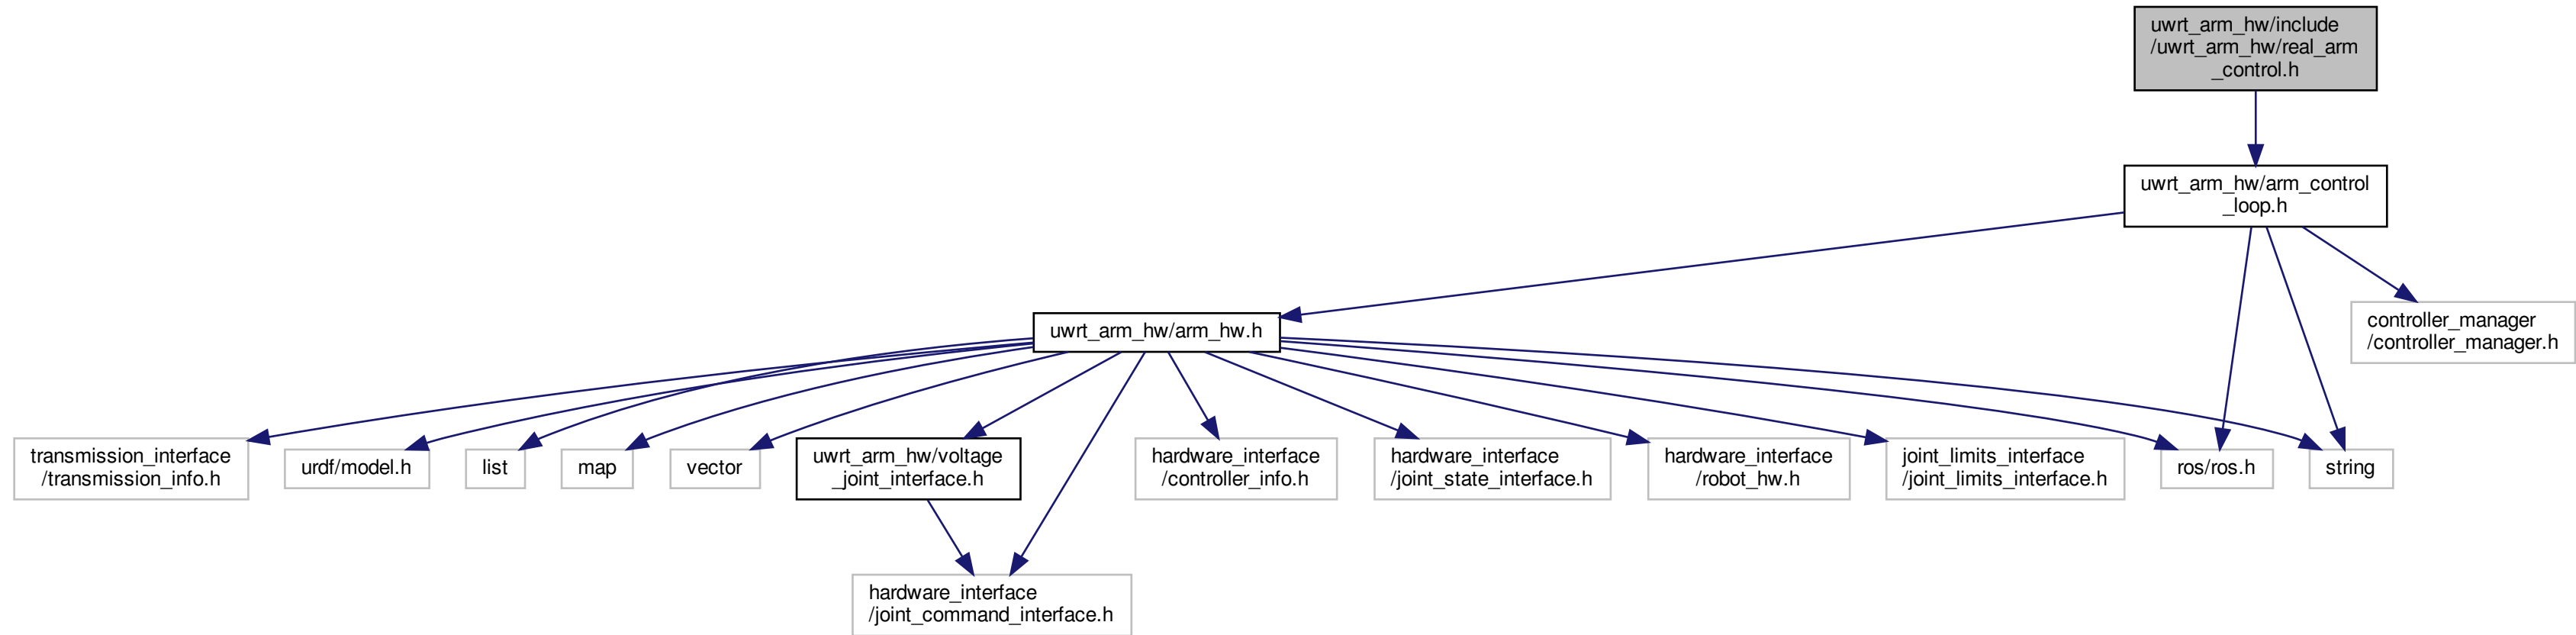 uwrt_arm_hw/include
/uwrt_arm_hw/real_arm
_control.h
uwrt_arm_hw/arm_control
_loop.h
uwrt_arm_hw/arm_hw.h
controller_manager
/controller_manager.h
transmission_interface
/transmission_info.h
urdf/model.h
list
map
vector
uwrt_arm_hw/voltage
_joint_interface.h
hardware_interface
/controller_info.h
hardware_interface
/joint_state_interface.h
hardware_interface
/robot_hw.h
joint_limits_interface
/joint_limits_interface.h
ros/ros.h
string
hardware_interface
/joint_command_interface.h